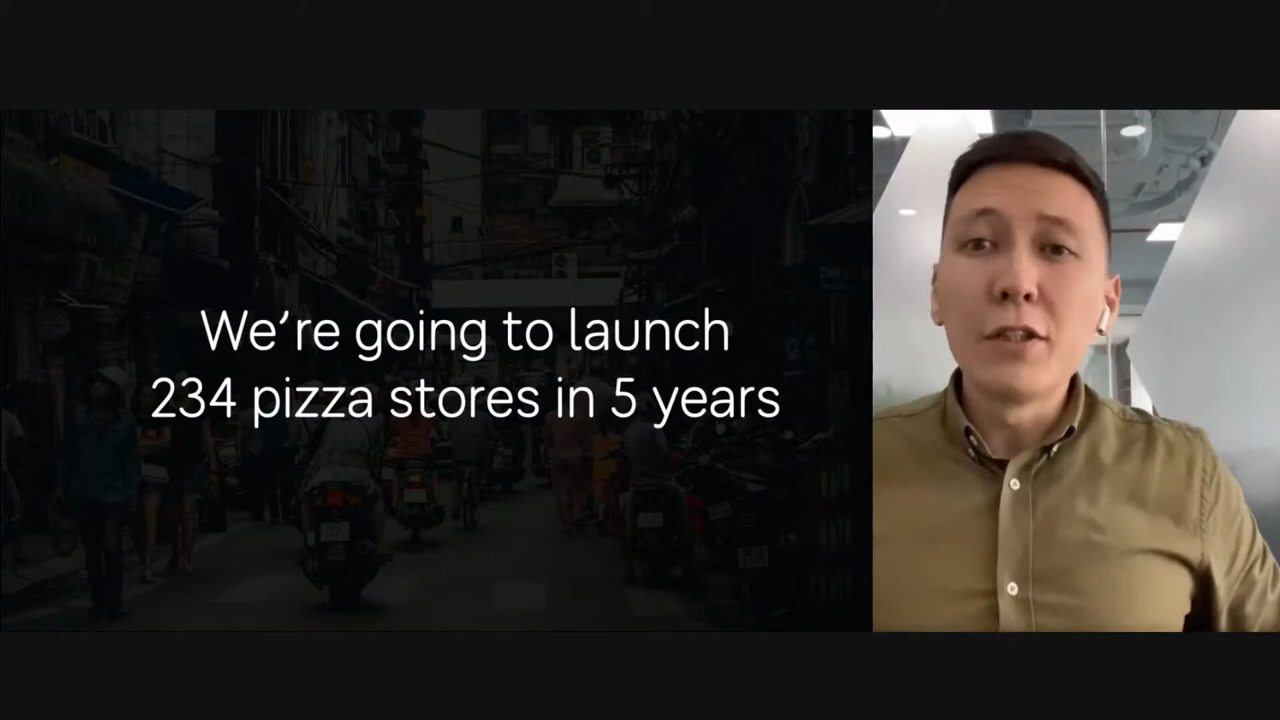 We’re going to launch
234 pizza stores in 5 years